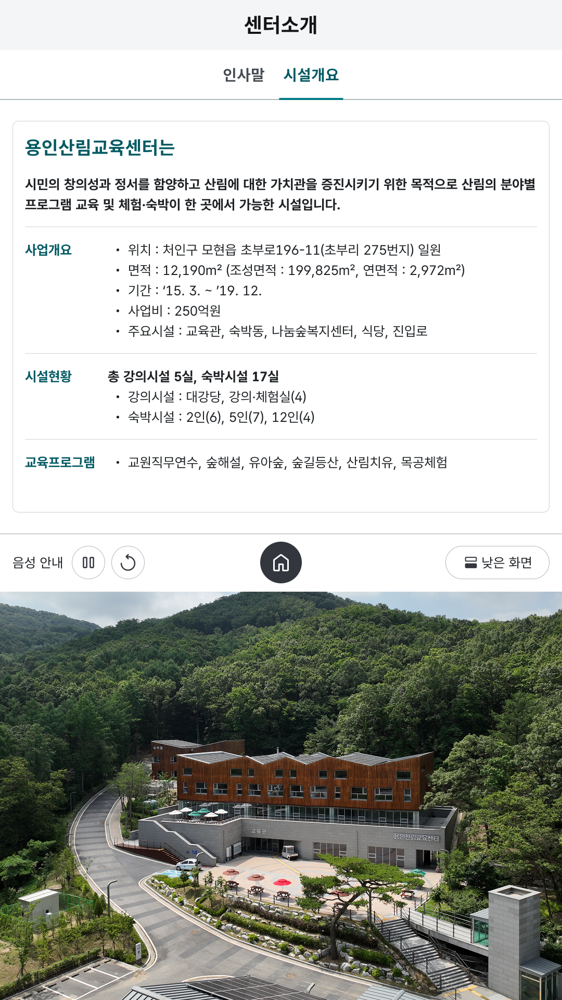 센터소개
인사말 시설개요
용인산림교육센터는
시민의 창의성과 정서를 함양하고 산림에 대한 가치관을 증진시키기 위한 목적으로 산림의 분야별
프로그램 교육 및 체험·숙박이 한 곳에서 가능한 시설입니다.
사업개요
• 위치 : 처인구 모현읍 초부로196-11(초부리 275번지) 일원
• 면적 : 12,190m² (조성면적 : 199,825m², 연면적 : 2,972m²)
• 기간 : ‘15. 3. ~ ’19. 12.
• 사업비 : 250억원
• 주요시설 : 교육관, 숙박동, 나눔숲복지센터, 식당, 진입로
시설현황
총 강의시설 5실, 숙박시설 17실
• 강의시설 : 대강당, 강의·체험실(4)
• 숙박시설 : 2인(6), 5인(7), 12인(4)
교육프로그램
• 교원직무연수, 숲해설, 유아숲, 숲길등산, 산림치유, 목공체험
음성 안내
낮은 화면
숙박동
교육관
용인산림교육센터